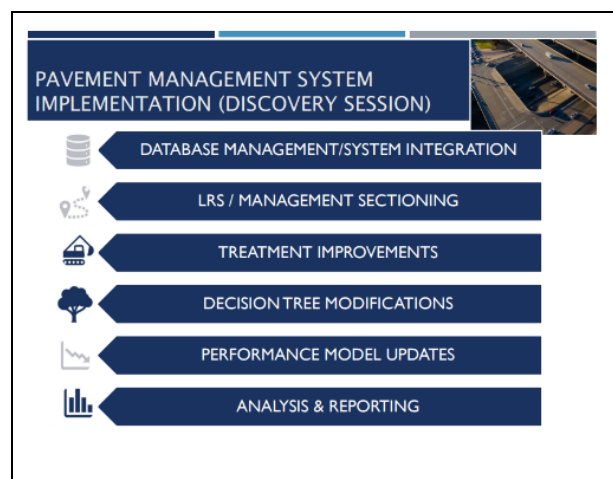 PAVEMENT MANAGEMENT SYSTEM
IMPLEMENTATION (DISCOVERY SESSION)
DATABASE MANAGEMENT/SYSTEM INTEGRATION
LRS / MANAGEMENT SECTIONING
TREATMENT IMPROVEMENTS
DECISION TREE MODIFICATIONS
PERFORMANCE MODEL UPDATES
ANALYSIS & REPORTING